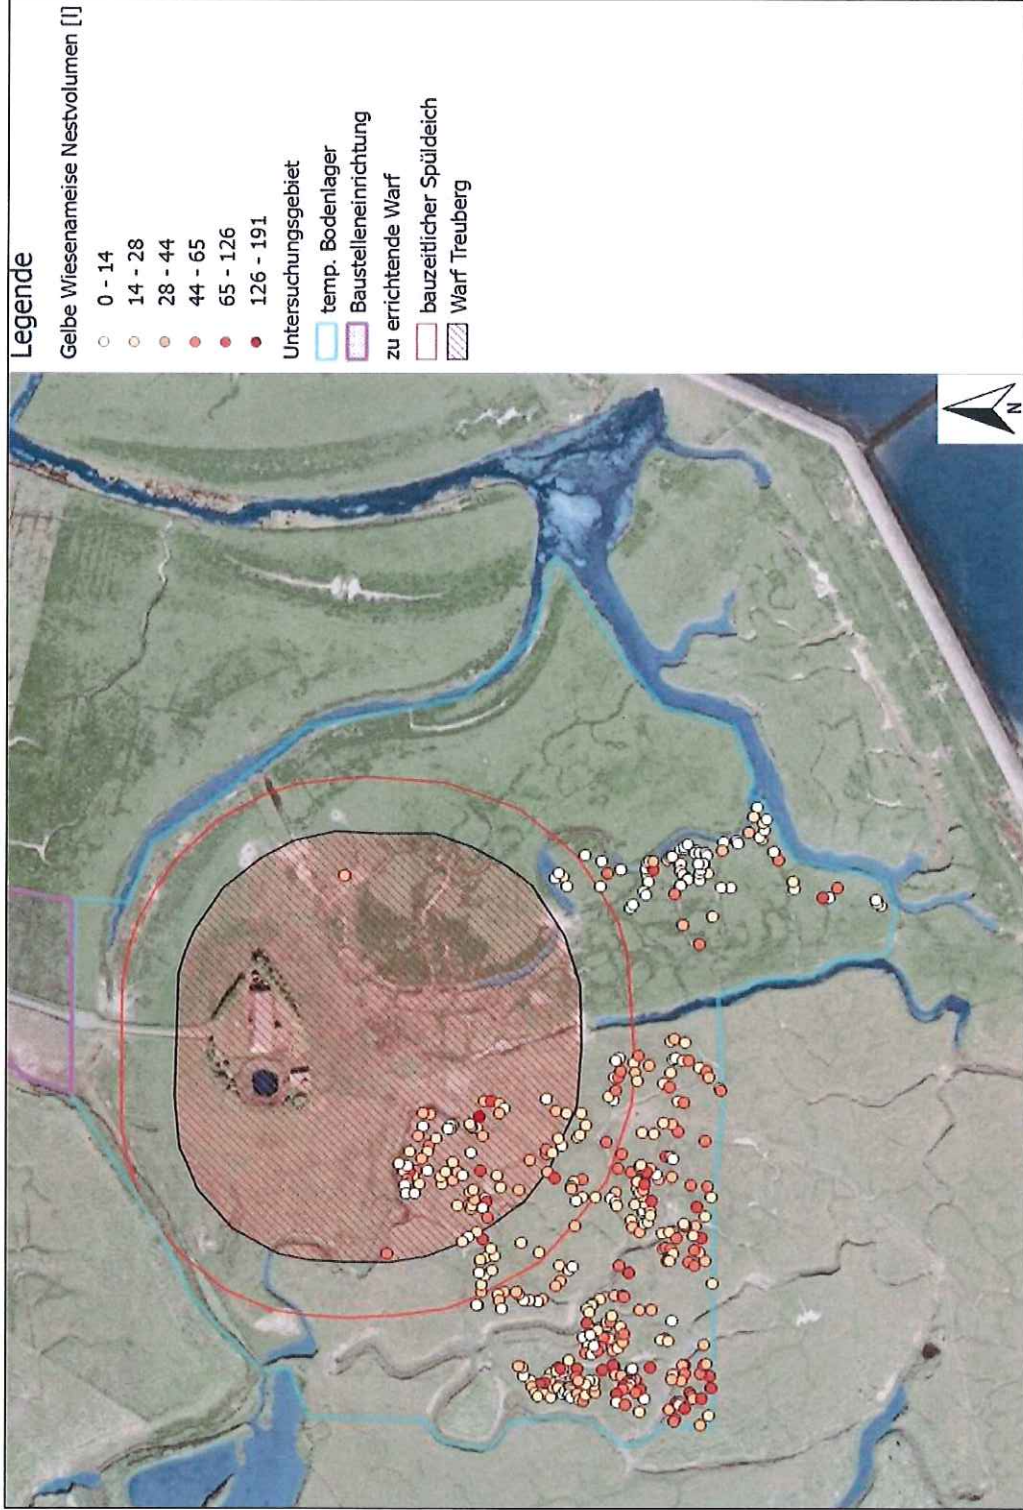 Legende
Gelbe Wiesenameise Nestvolumen [l]
0 - 14
14 - 28
28 - 44
44 - 65
65 - 126
126 - 191
Untersuchungsgebiet
temp. Bodenlager
Baustelleneinrichtung
zu errichtende Warf
bauzeitlicher Spüldeich
Warf Treuberg
N